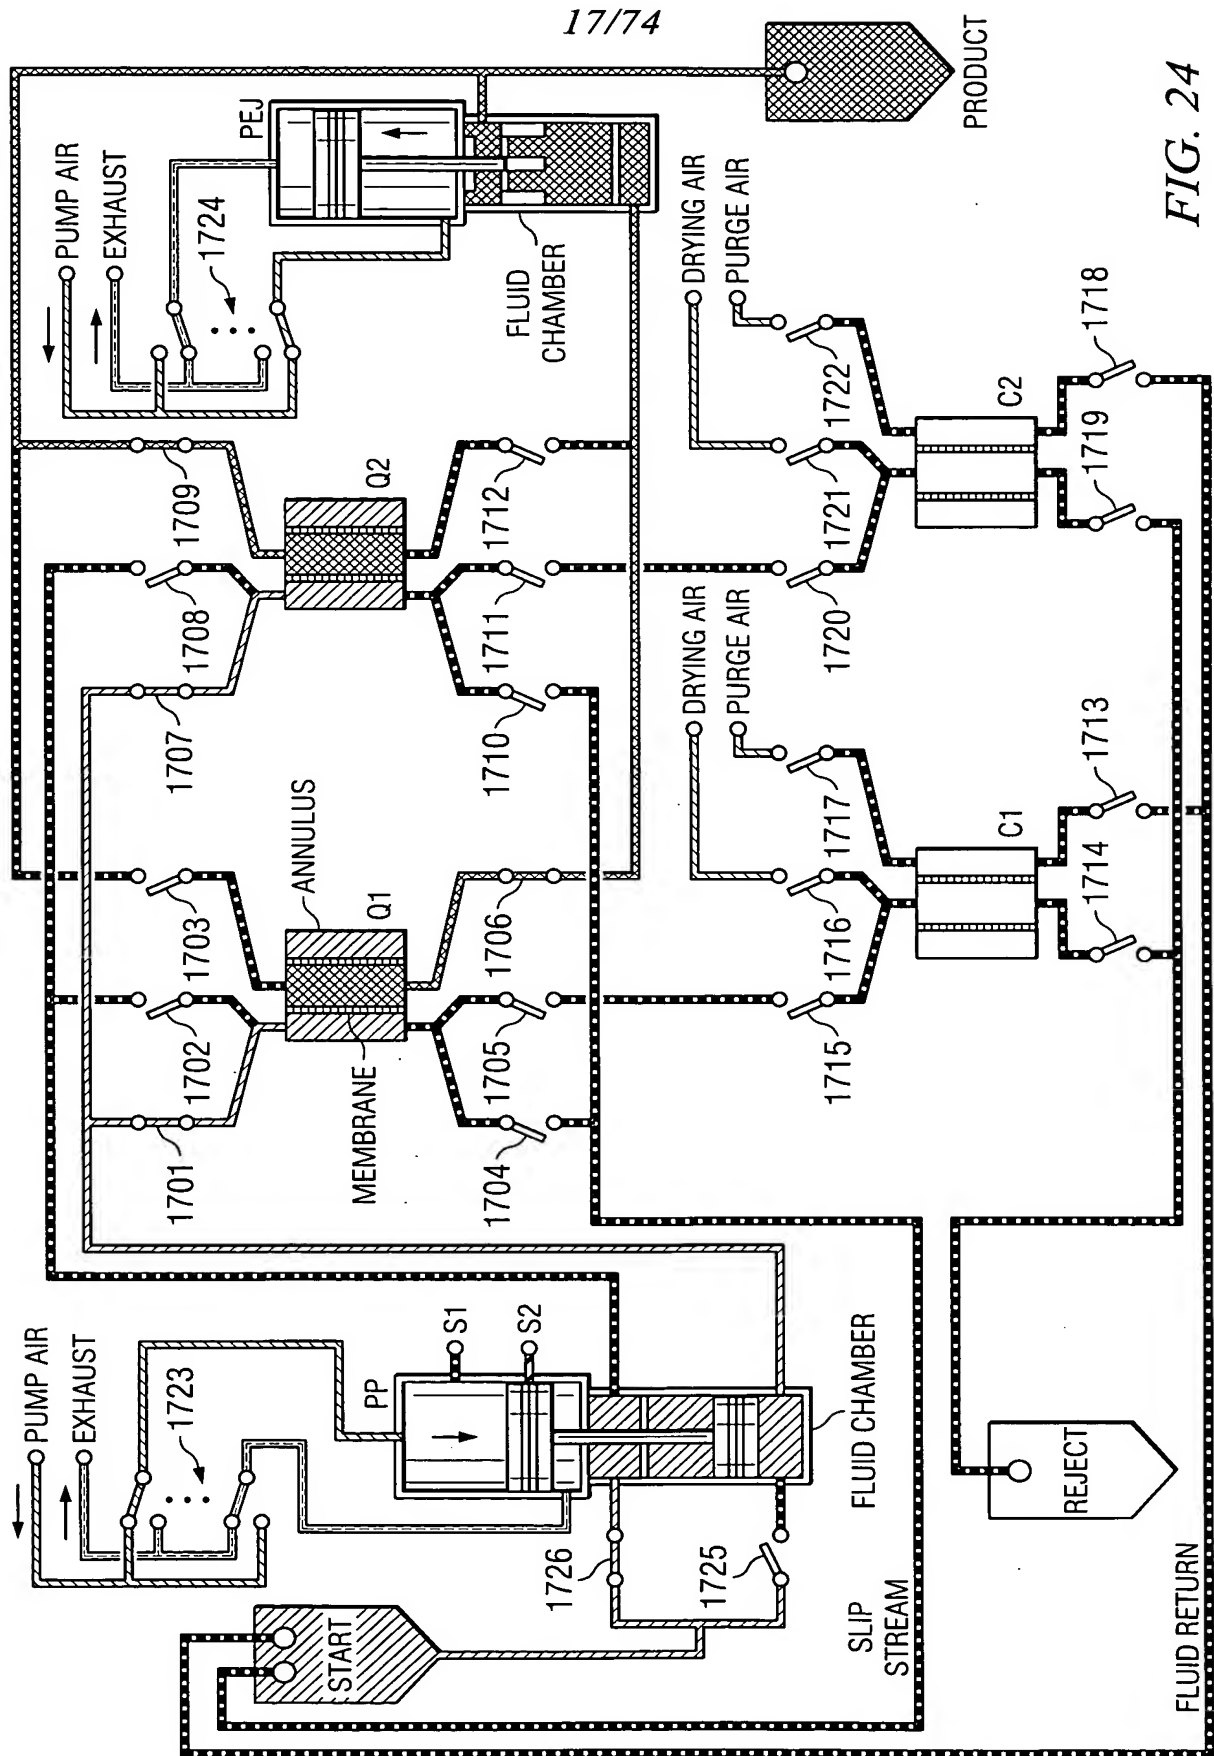 17/74
PUMP AIR
EXHAUST
1724
PEJ
FLUID
CHAMBER
PRODUCT
1709
1708
1707
Q2
1712
1711
1710
DRYING AIR
PURGE AIR
1722
1721
1720
C2
1718
1719
1703
1702
1701
ANNULUS
Q1
MEMBRANE
1706
1705
1704
DRYING AIR
PURGE AIR
1717
1716
1715
C1
1713
1714
PUMP AIR
EXHAUST
1723
PP
S1
S2
START
1726
1725
FLUID CHAMBER
SLIP
STREAM
REJECT
FLUID RETURN
FIG. 24